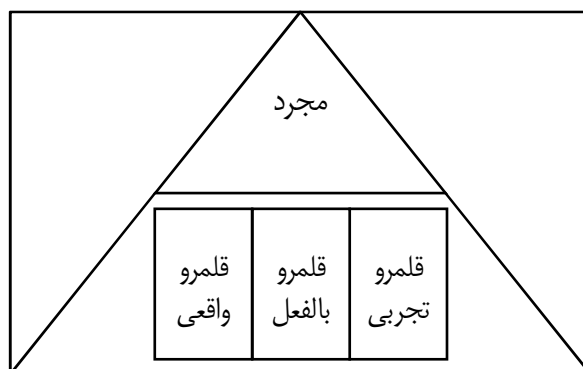 مجرد
قلمرو
تجربی
قلمرو
بالفعل
قلمرو
واقعی